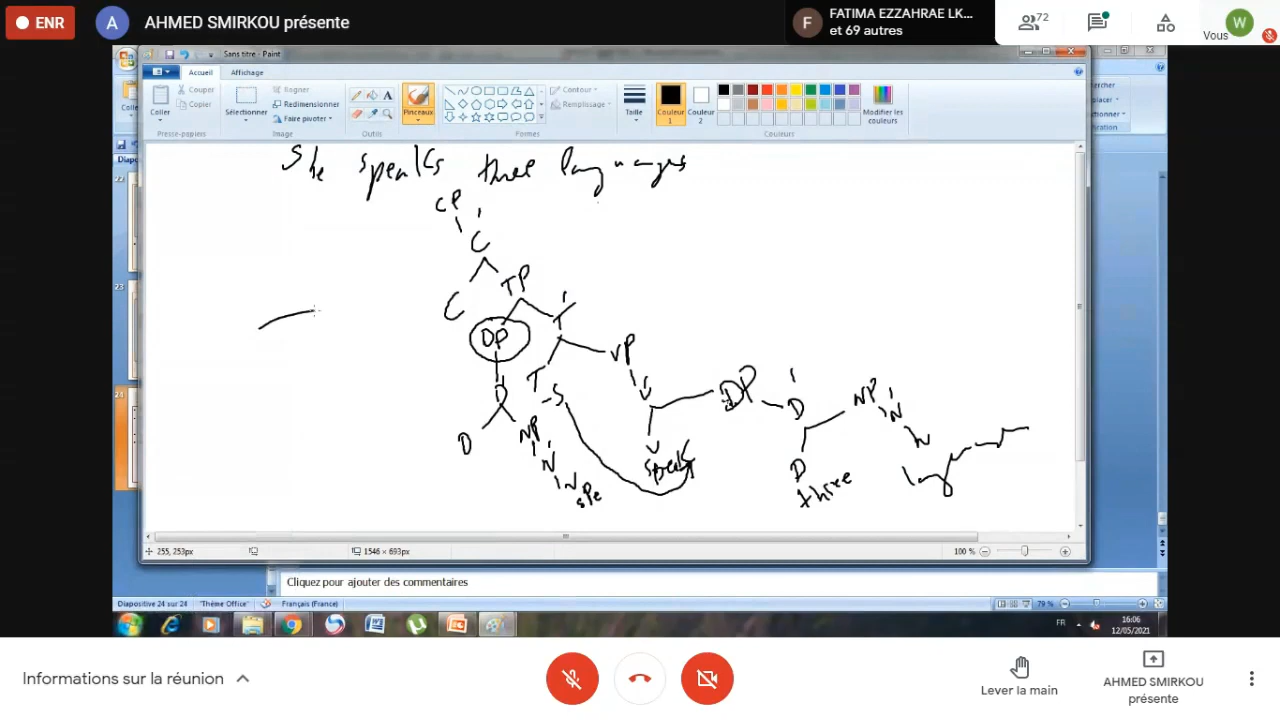 ENR
A
AHMED SMIRKOU présente
F
FATIMA EZZAHRAE LK...
et 69 autres
72
Vous
W
Sans titre - Paint
Accueil
Affichage
Coller
Couper
Copier
Sélectionner
Rogner
Redimensionner
Faire pivoter
A
Pinceaux
Contour
Remplissage
Taille
Couleur
1
Couleur
2
Modifier les
couleurs
Presse-papiers
Image
Outils
Formes
Couleurs
She speaks three languages
CP
C'
C
TP
DP
T'
T
-s
VP
V'
V
speak
DP
D'
D
three
NP
N'
N
D'
D
NP
N'
N
255, 253px
1546 × 693px
100 %
22
23
24
Cliquez pour ajouter des commentaires
Diapositive 24 sur 24
"Thème Office"
Français (France)
79 %
FR
16:06
12/05/2021
Informations sur la réunion
Lever la main
AHMED SMIRKOU
présente